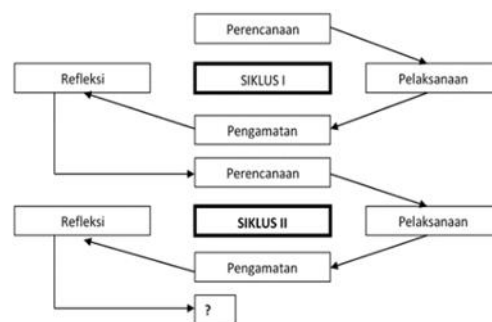 Perencanaan
Refleksi
SIKLUS I
Pelaksanaan
Pengamatan
Perencanaan
Refleksi
SIKLUS II
Pelaksanaan
Pengamatan
?